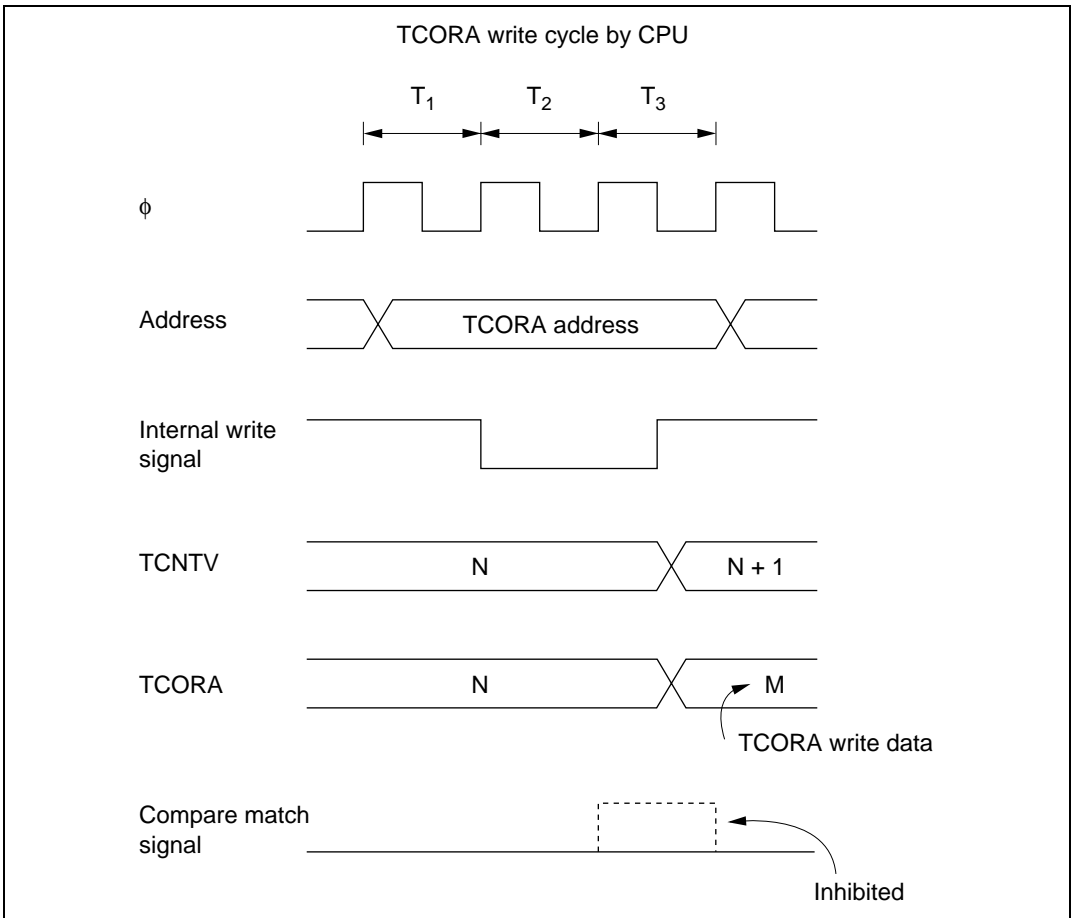 TCORA write cycle by CPU
T1 T2 T3
φ
Address
TCORA address
Internal write
signal
TCNTV
N
N + 1
TCORA
N
M
TCORA write data
Compare match
signal
Inhibited